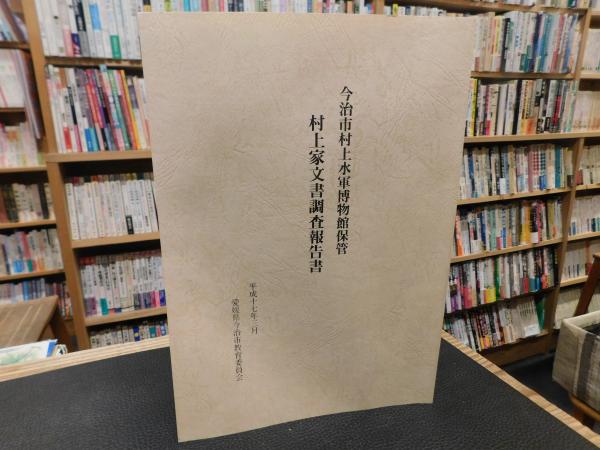 今治市村上水軍博物館保管
村上家文書調査報告書
平成十七年三月
愛媛県今治市教育委員会